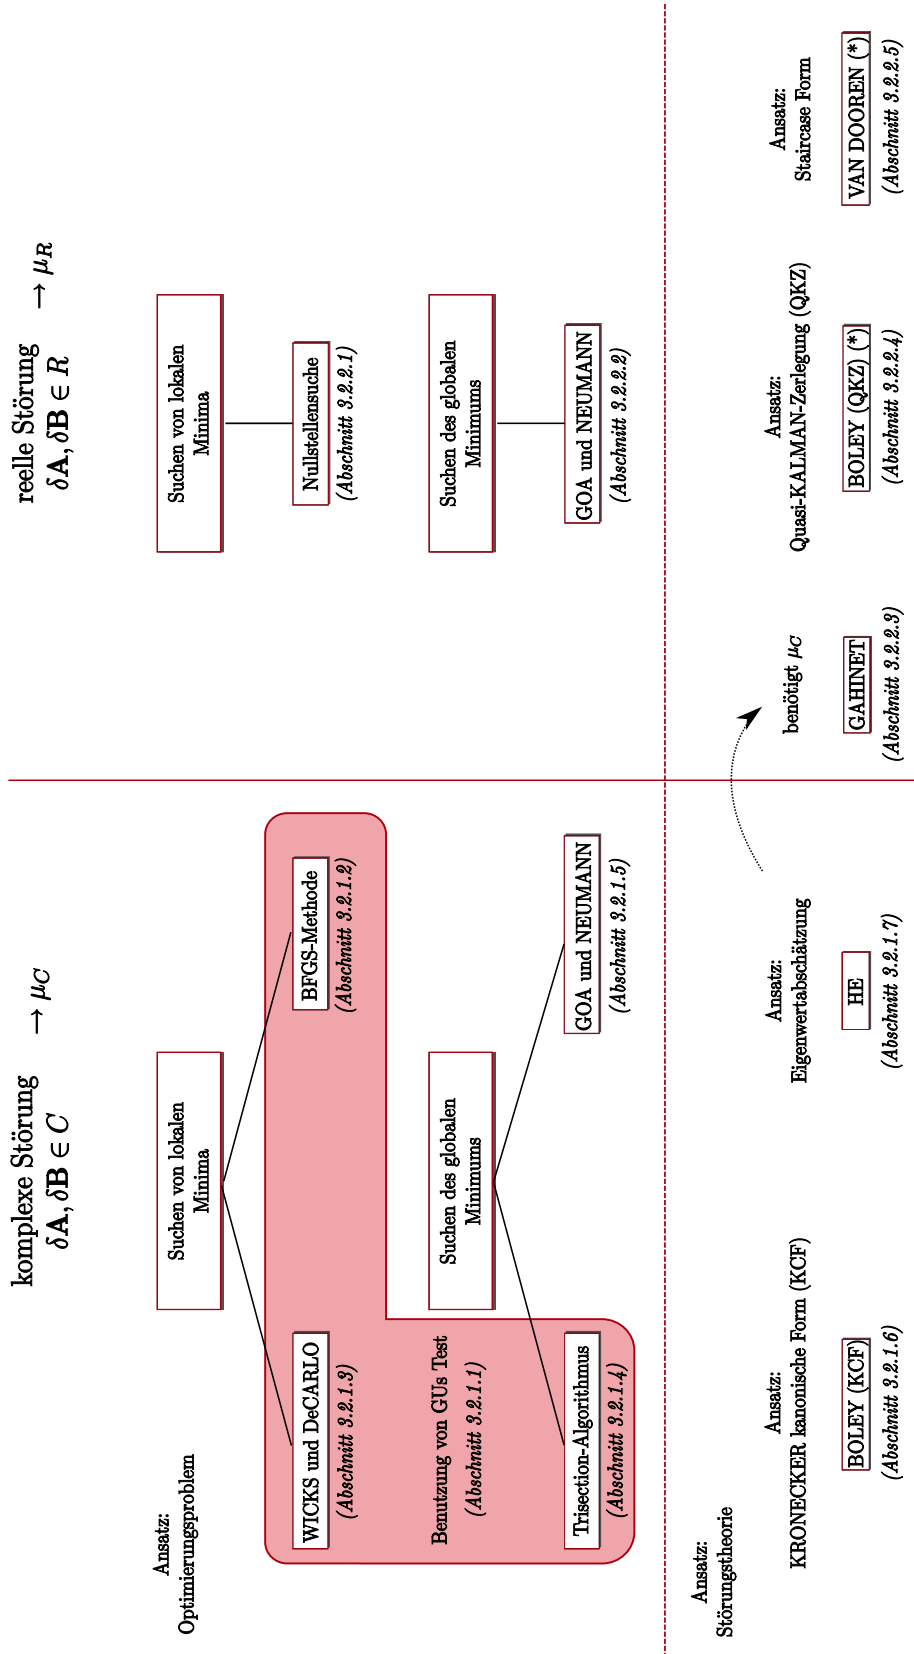 komplexe Störung → μ_C
δA, δB ∈ C
reelle Störung → μ_R
δA, δB ∈ R
Ansatz:
Optimierungsproblem
Suchen von lokalen
Minima
Suchen von lokalen
Minima
WICKS und DeCARLO
(Abschnitt 3.2.1.3)
BFGS-Methode
(Abschnitt 3.2.1.2)
Nullstellensuche
(Abschnitt 3.2.2.1)
Benutzung von GUs Test
(Abschnitt 3.2.1.1)
Suchen des globalen
Minimums
Suchen des globalen
Minimums
Trisection-Algorithmus
(Abschnitt 3.2.1.4)
GOA und NEUMANN
(Abschnitt 3.2.1.5)
GOA und NEUMANN
(Abschnitt 3.2.2.2)
Ansatz:
Störungstheorie
Ansatz:
KRONECKER kanonische Form (KCF)
BOLEY (KCF)
(Abschnitt 3.2.1.6)
Ansatz:
Eigenwertabschätzung
HE
(Abschnitt 3.2.1.7)
benötigt μ_C
GAHINET
(Abschnitt 3.2.2.3)
Ansatz:
Quasi-KALMAN-Zerlegung (QKZ)
BOLEY (QKZ) (*)
(Abschnitt 3.2.2.4)
Ansatz:
Staircase Form
VAN DOOREN (*)
(Abschnitt 3.2.2.5)